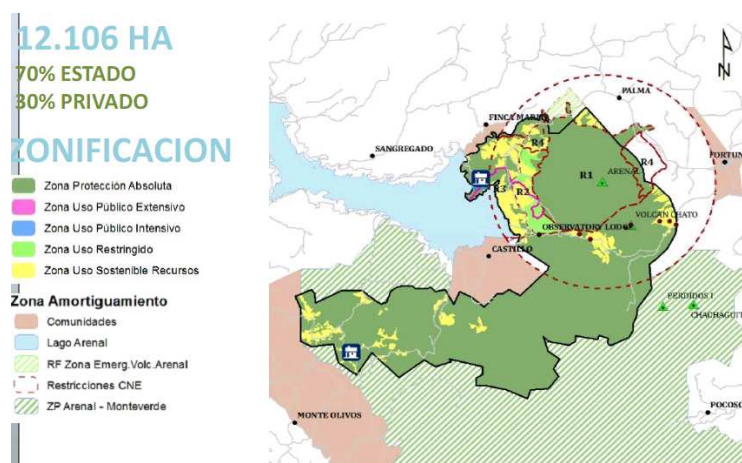 12.106 HA
70% ESTADO
30% PRIVADO
ZONIFICACION
Zona Protección Absoluta
Zona Uso Público Extensivo
Zona Uso Público Intensivo
Zona Uso Restringido
Zona Uso Sostenible Recursos
Zona Amortiguamiento
Comunidades
Lago Arenal
RF Zona Emerg.Volc.Arenal
Restricciones CNE
ZP Arenal - Monteverde
N
PALMA
FINCA
SANGREGADO
R4
R4
FORTUN
R1
ARENAL
R3
R2
VOLCAN CHATO
OBSERVATORY LODGE
CASTILLO
PERDIDOS I
CHACHAGUI
MONTE OLIVOS
POCOSO